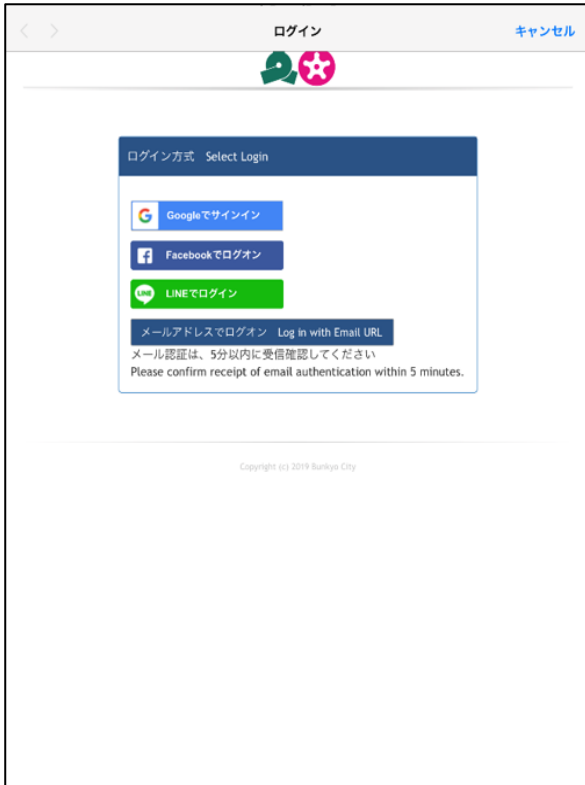 ログイン
キャンセル
ログイン方式 Select Login
Googleでサインイン
Facebookでログオン
LINE LINEでログイン
メールアドレスでログオン Log in with Email URL
メール認証は、5分以内に受信確認してください
Please confirm receipt of email authentication within 5 minutes.
Copyright (c) 2019 Bunkyo City